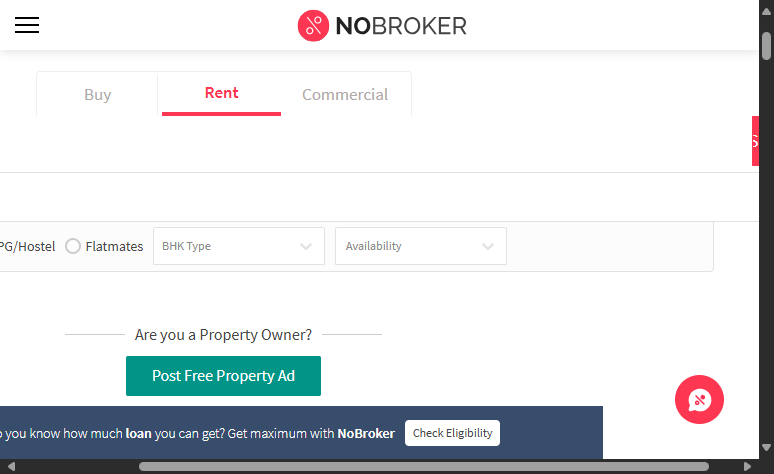 NOBROKER
Buy
Rent
Commercial
S
PG/Hostel
Flatmates
BHK Type
Availability
Are you a Property Owner?
Post Free Property Ad
you know how much loan you can get? Get maximum with NoBroker
Check Eligibility